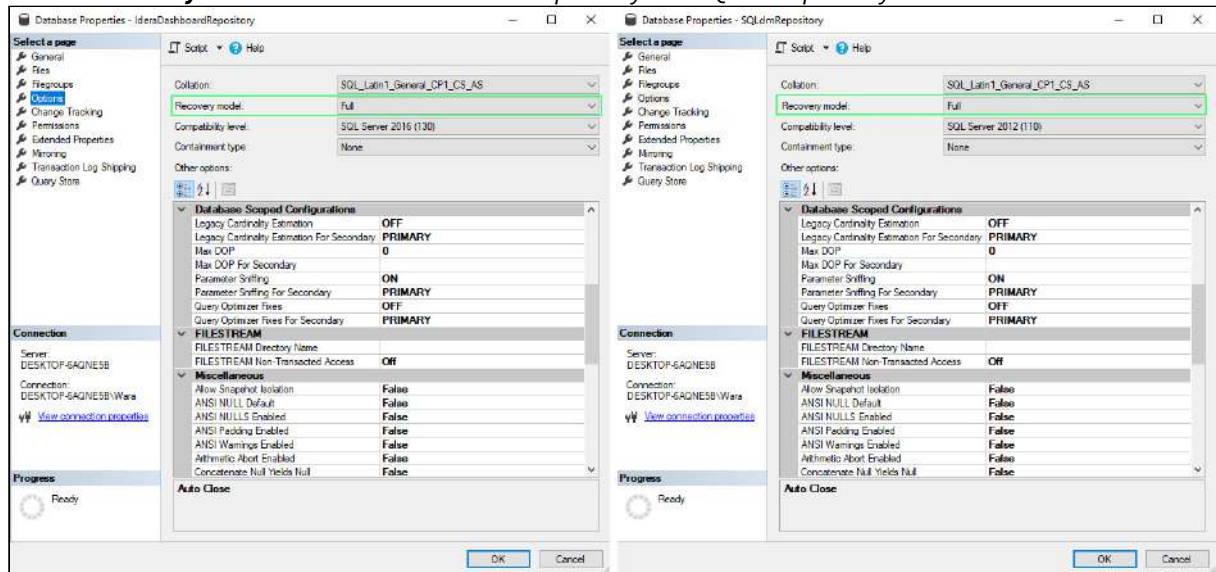 Database Properties - IderaDashboardRepository
Select a page
General
Files
Filegroups
Options
Change Tracking
Permissions
Extended Properties
Mirroring
Transaction Log Shipping
Query Store
Script Help
Collation: SQL_Latin1_General_CP1_CS_AS
Recovery model: Full
Compatibility level: SQL Server 2016 (130)
Containment type: None
Other options:
Database Scoped Configurations
Legacy Cardinality Estimation OFF
Legacy Cardinality Estimation For Secondary PRIMARY
Max DOP 0
Max DOP For Secondary
Parameter Sniffing ON
Parameter Sniffing For Secondary PRIMARY
Query Optimizer Fixes OFF
Query Optimizer Fixes For Secondary PRIMARY
FILESTREAM
FILESTREAM Directory Name
FILESTREAM Non-Transacted Access Off
Miscellaneous
Allow Snapshot Isolation False
ANSI NULL Default False
ANSI NULLS Enabled False
ANSI Padding Enabled False
ANSI Warnings Enabled False
Arithmetic Abort Enabled False
Concatenate Null Yields Null False
Auto Close
Connection
Server:
DESKTOP-6AQNE5B
Connection:
DESKTOP-6AQNE5B\Wara
View connection properties
Progress
Ready
OK Cancel
Database Properties - SQLdmRepository
Select a page
General
Files
Filegroups
Options
Change Tracking
Permissions
Extended Properties
Mirroring
Transaction Log Shipping
Query Store
Script Help
Collation: SQL_Latin1_General_CP1_CS_AS
Recovery model: Full
Compatibility level: SQL Server 2012 (110)
Containment type: None
Other options:
Database Scoped Configurations
Legacy Cardinality Estimation OFF
Legacy Cardinality Estimation For Secondary PRIMARY
Max DOP 0
Max DOP For Secondary
Parameter Sniffing ON
Parameter Sniffing For Secondary PRIMARY
Query Optimizer Fixes OFF
Query Optimizer Fixes For Secondary PRIMARY
FILESTREAM
FILESTREAM Directory Name
FILESTREAM Non-Transacted Access Off
Miscellaneous
Allow Snapshot Isolation False
ANSI NULL Default False
ANSI NULLS Enabled False
ANSI Padding Enabled False
ANSI Warnings Enabled False
Arithmetic Abort Enabled False
Concatenate Null Yields Null False
Auto Close
Connection
Server:
DESKTOP-6AQNE5B
Connection:
DESKTOP-6AQNE5B\Wara
View connection properties
Progress
Ready
OK Cancel